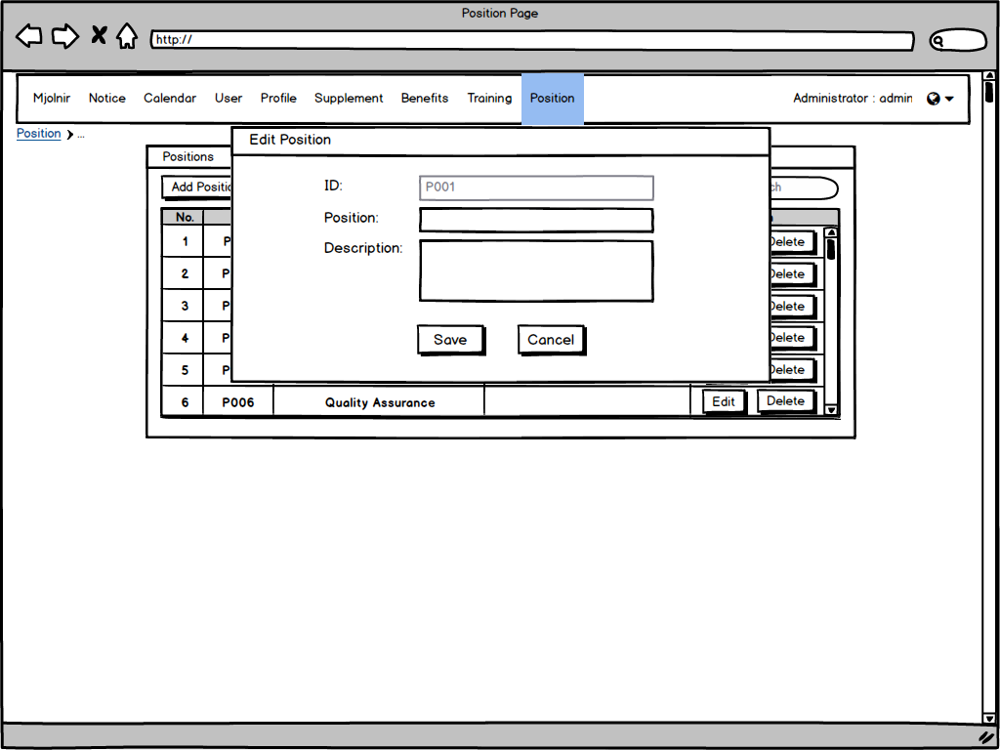 Position Page
http://
Mjolnir Notice Calendar User Profile Supplement Benefits Training Position Administrator : admin
Position ...
Edit Position
Positions
ID: P001
Add
Position:
Description:
No.
1 Delete
2 Delete
3 Delete
4 Delete
5 Delete
Save Cancel
6 P006 Quality Assurance Edit Delete